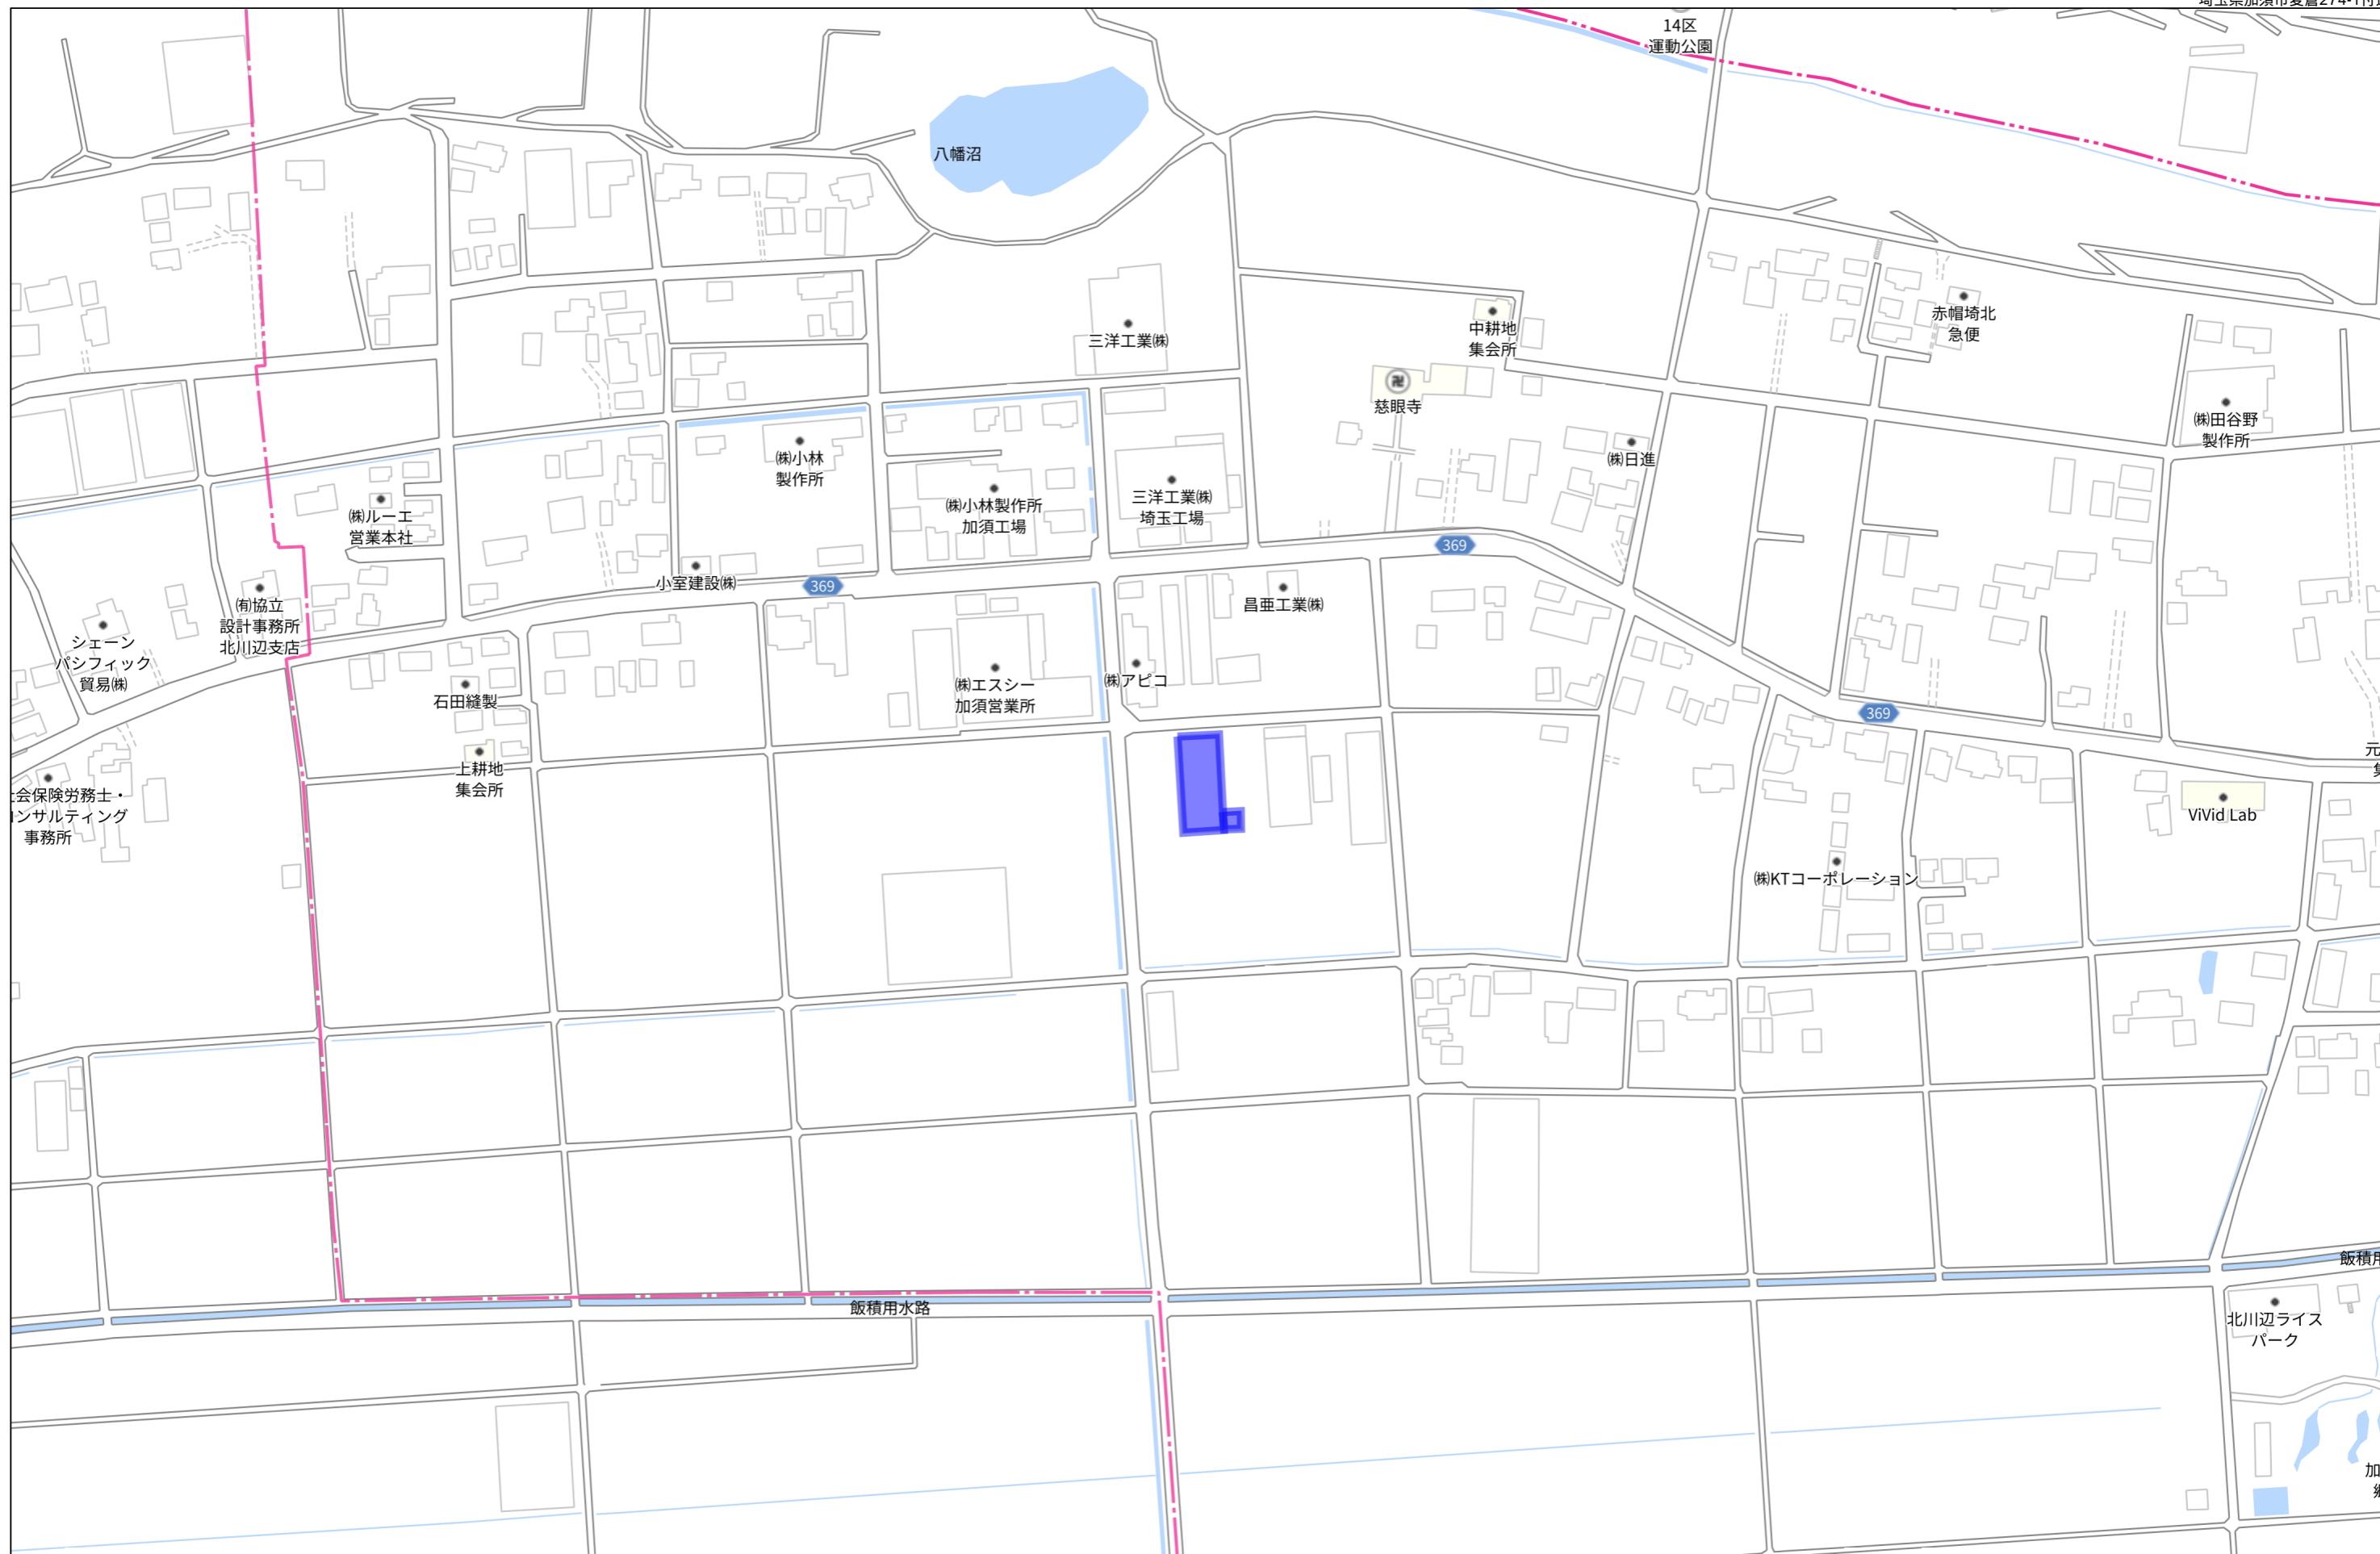 14区
運動公園
八幡沼
三洋工業㈱
中耕地
集会所
赤帽埼北
急便
慈眼寺
㈱田谷野
製作所
㈱小林
製作所
㈱日進
㈱ルーエ
営業本社
㈱小林製作所
加須工場
三洋工業㈱
埼玉工場
369
小室建設㈱
369
昌亜工業㈱
㈲協立
設計事務所
北川辺支店
シェーン
パシフィック
貿易㈱
石田縫製
㈱エスシー
加須営業所
㈱アピコ
369
元
上耕地
集会所
会保険労務士・
ンサルティング
事務所
ViVid Lab
㈱KTコーポレーション
飯積用水路
飯積用
北川辺ライス
パーク
加